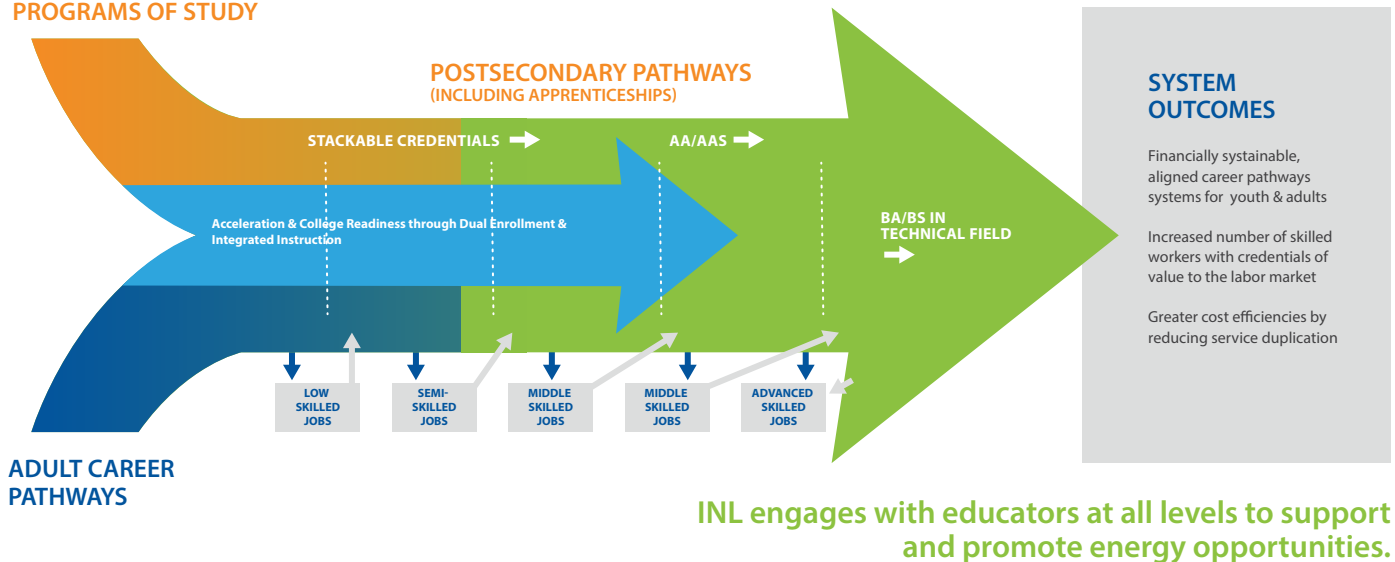 PROGRAMS OF STUDY
POSTSECONDARY PATHWAYS
(INCLUDING APPRENTICESHIPS)
STACKABLE CREDENTIALS
AA/AAS
Acceleration & College Readiness through Dual Enrollment &
Integrated Instruction
BA/BS IN
TECHNICAL FIELD
LOW
SKILLED
JOBS
SEMI-
SKILLED
JOBS
MIDDLE
SKILLED
JOBS
MIDDLE
SKILLED
JOBS
ADVANCED
SKILLED
JOBS
ADULT CAREER
PATHWAYS
SYSTEM
OUTCOMES
Financially systainable,
aligned career pathways
systems for youth & adults
Increased number of skilled
workers with credentials of
value to the labor market
Greater cost efficiencies by
reducing service duplication
INL engages with educators at all levels to support
and promote energy opportunities.